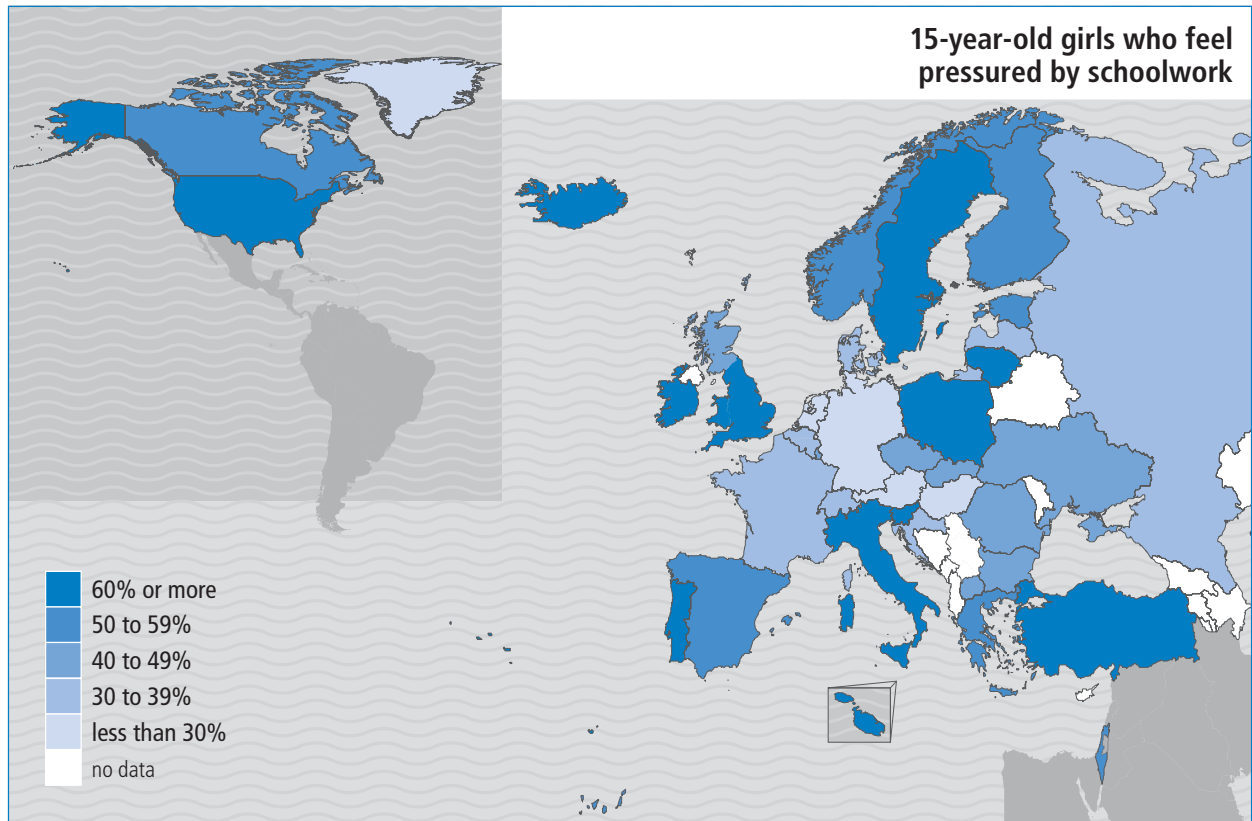 15-year-old girls who feel
pressured by schoolwork
60% or more
50 to 59%
40 to 49%
30 to 39%
less than 30%
no data